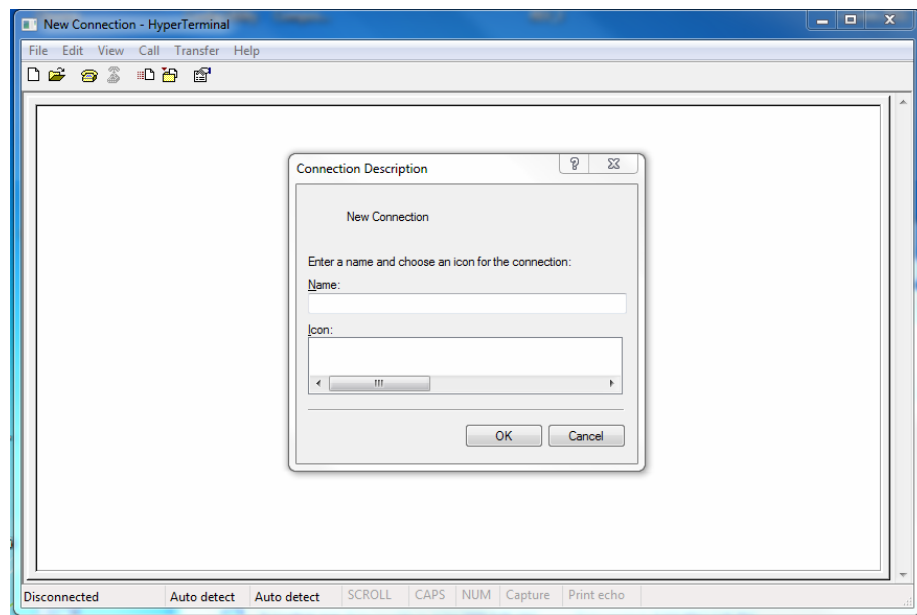 New Connection - HyperTerminal
File Edit View Call Transfer Help
Connection Description
New Connection
Enter a name and choose an icon for the connection:
Name:
Icon:
OK Cancel
Disconnected Auto detect Auto detect SCROLL CAPS NUM Capture Print echo